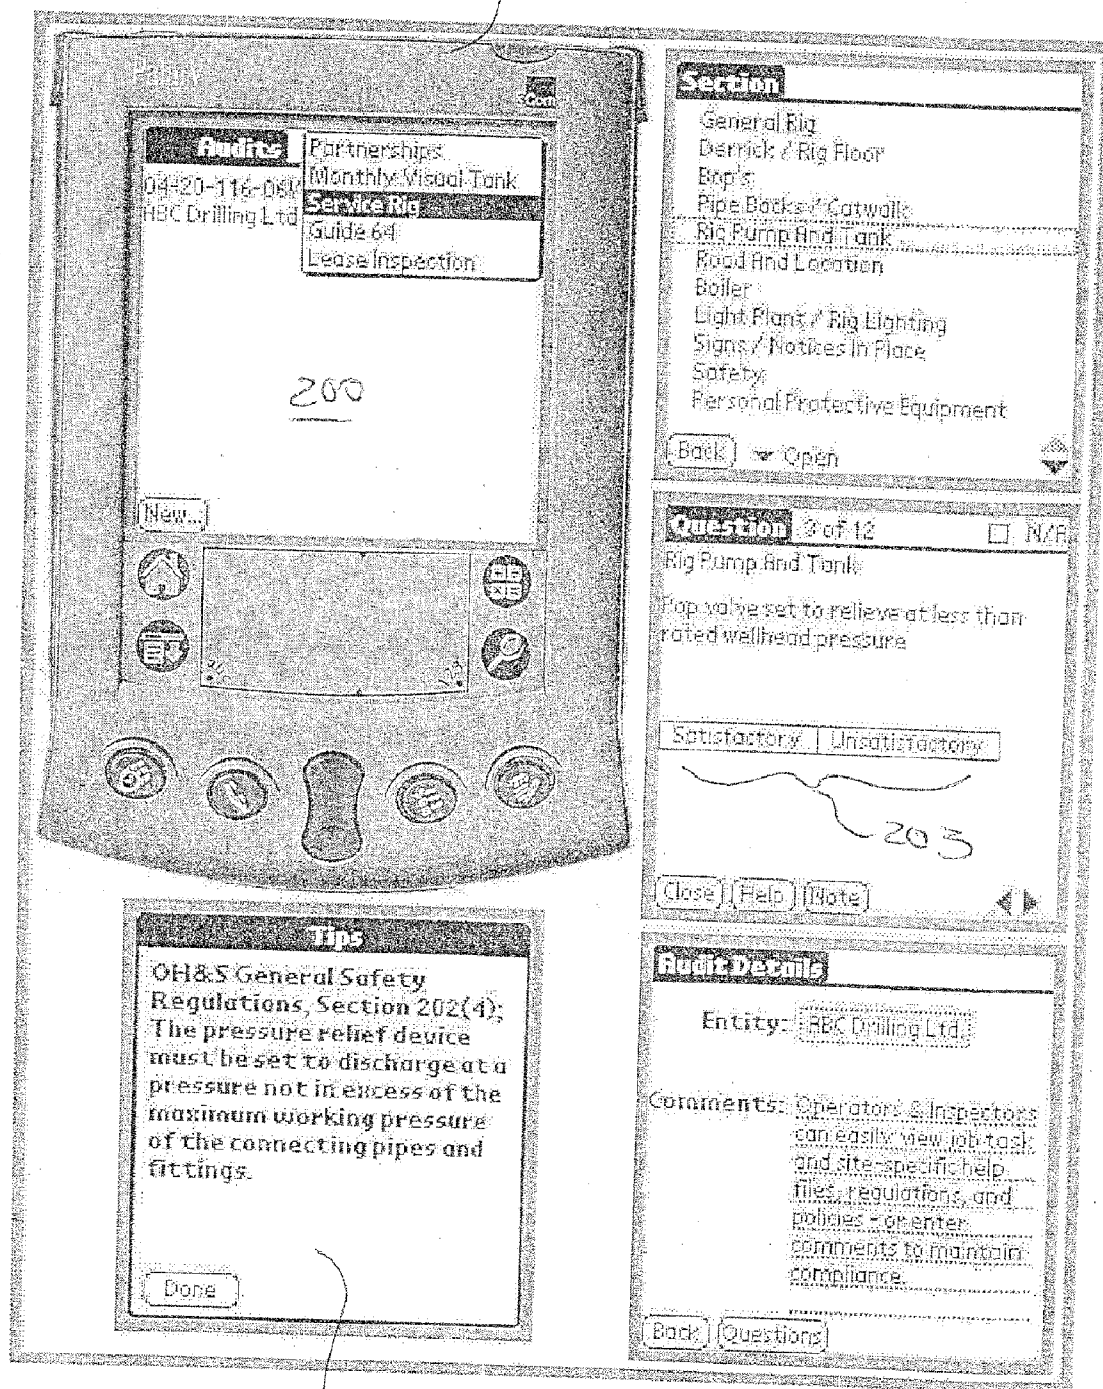 Palm
3Com
Audits
Partnerships
Monthly Visual Tank
Service Rig
Guide 64
Lease Inspection
ABC Drilling Ltd
200
New...
Tips
OH&S General Safety
Regulations, Section 202(4);
The pressure relief device
must be set to discharge at a
pressure not in excess of the
maximum working pressure
of the connecting pipes and
fittings.
Done
Section
General Rig
Derrick / Rig Floor
Bop's
Pipe Racks / Catwalk
Rig Pump And Tank
Road And Location
Boiler
Light Plant / Rig Lighting
Signs / Notices In Place
Safety
Personal Protective Equipment
Back
Open
Question 3 of 12 N/A
Rig Pump And Tank
Pop valve set to relieve at less than
rated wellhead pressure
Satisfactory Unsatisfactory
203
Close Help Note
Audit Details
Entity: ABC Drilling Ltd.
Comments: Operators & Inspectors
can easily view job task
and site-specific help
files, regulations, and
policies - or enter
comments to maintain
compliance.
Back Questions